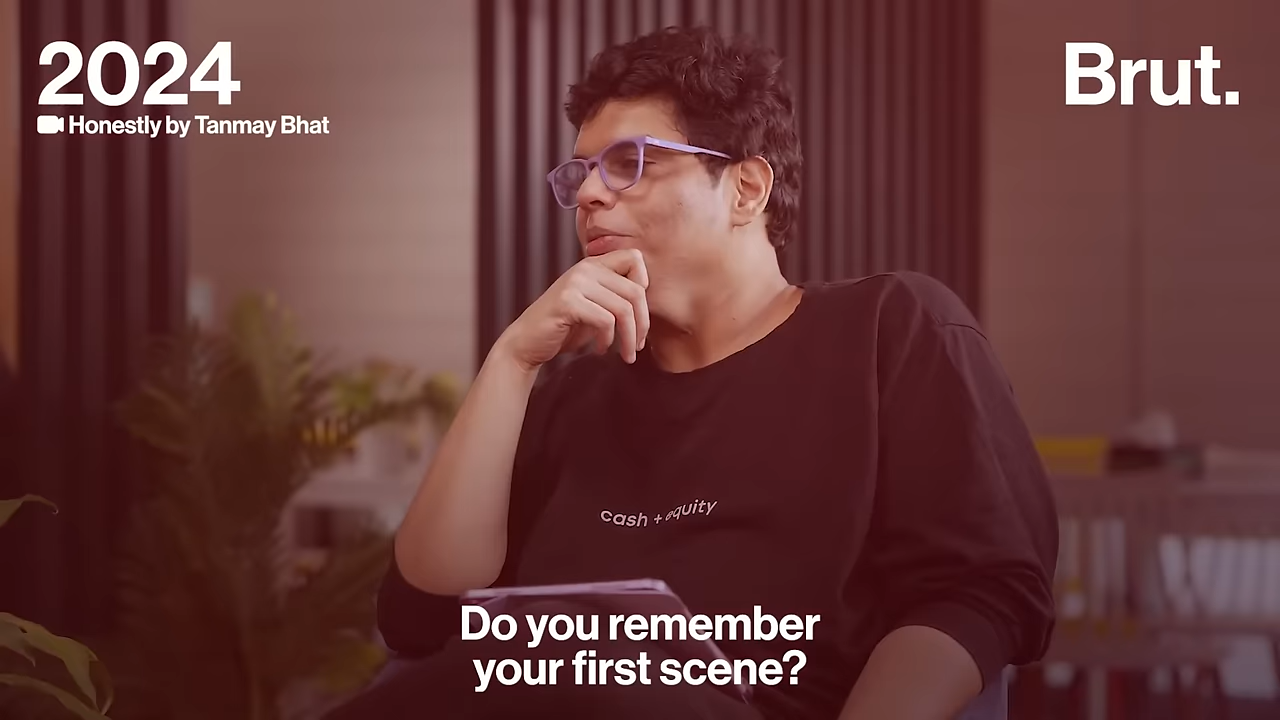 2024
Honestly by Tanmay Bhat
Brut.
cash + equity
Do you remember
your first scene?